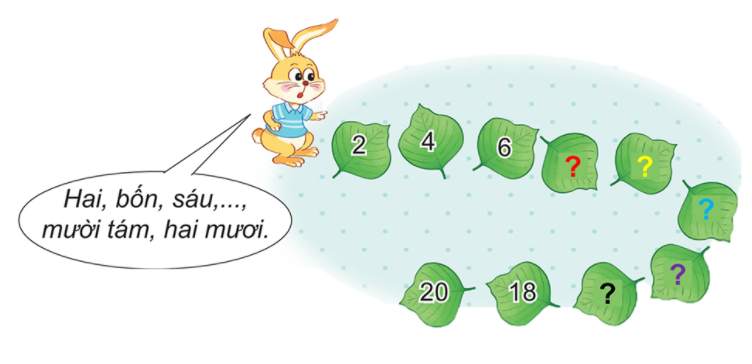 Hai, bốn, sáu,...,
mười tám, hai mươi.
2 4 6 ? ?
?
?
20 18 ?